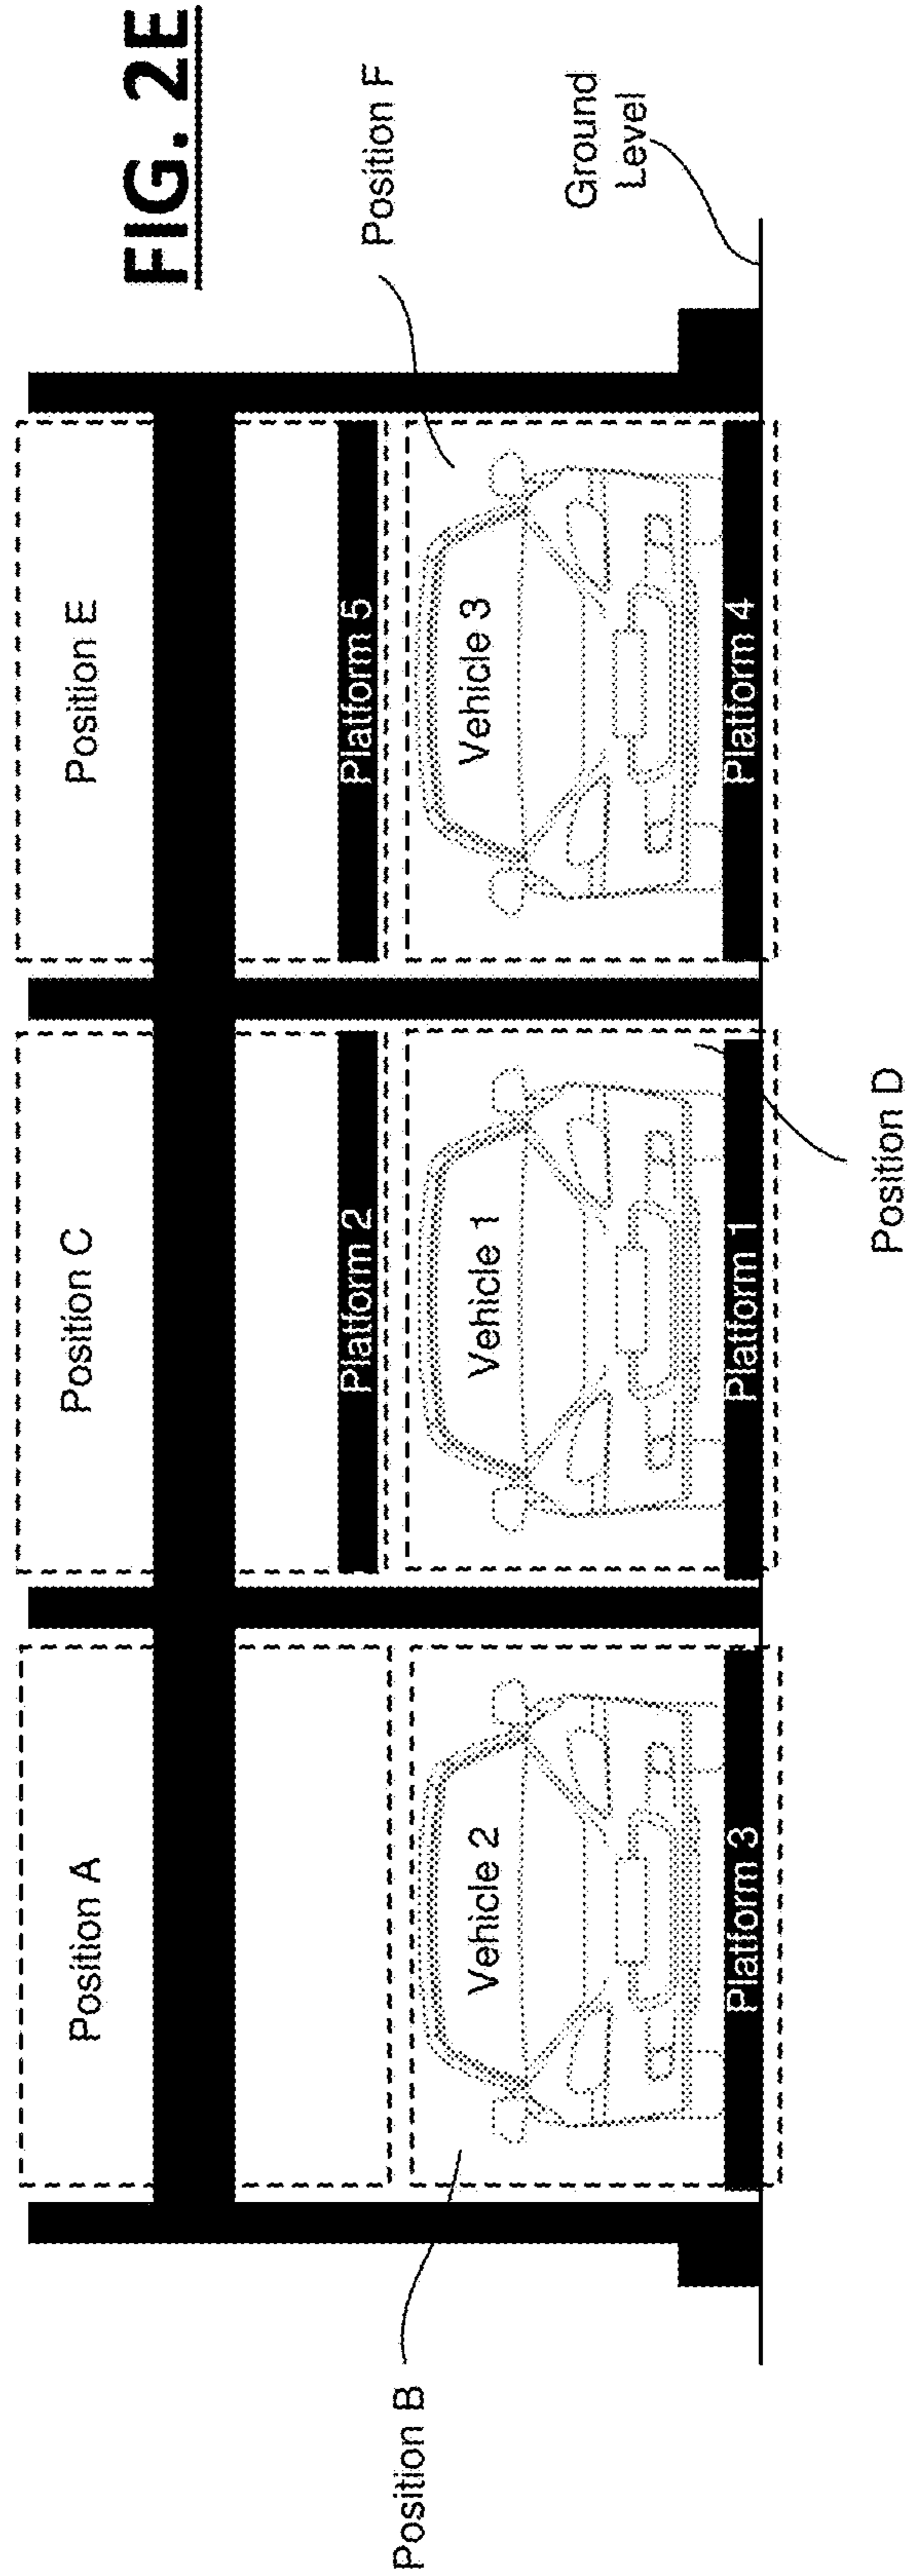 FIG. 2E
Position A
Position C
Position E
Position F
Platform 2
Platform 5
Position B
Vehicle 2
Vehicle 1
Vehicle 3
Ground
Level
Platform 3
Platform 1
Platform 4
Position D